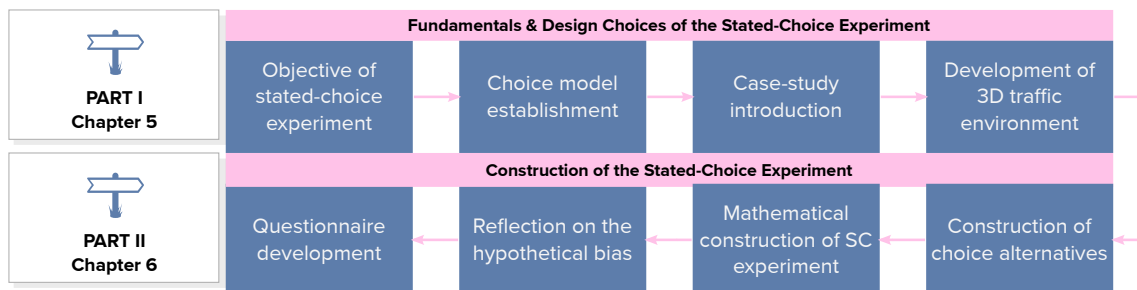 Fundamentals & Design Choices of the Stated-Choice Experiment
PART I
Chapter 5
Objective of
stated-choice
experiment
Choice model
establishment
Case-study
introduction
Development of
3D traffic
environment
Construction of the Stated-Choice Experiment
PART II
Chapter 6
Questionnaire
development
Reflection on the
hypothetical bias
Mathematical
construction of SC
experiment
Construction of
choice alternatives